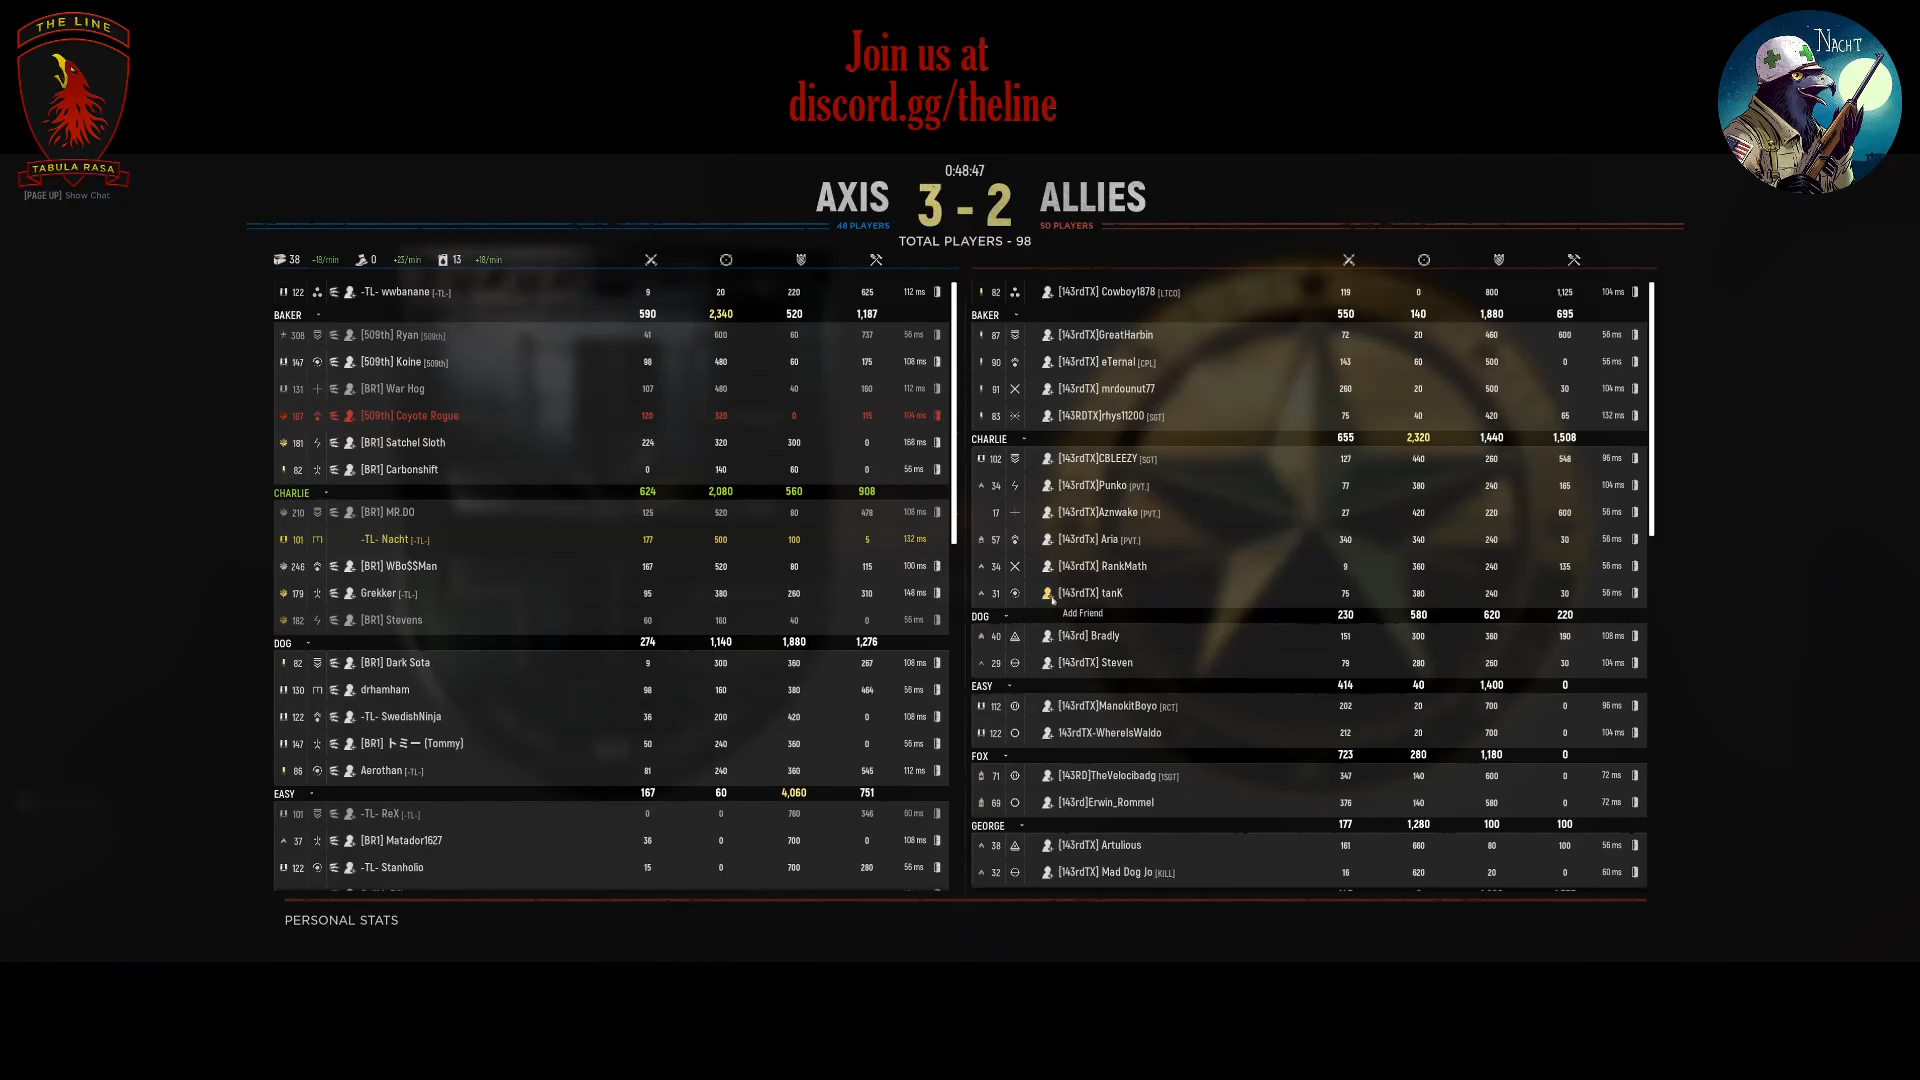 THE LINE
TABULA RASA
[PAGE UP] Show Chat
Join us at
discord.gg/theline
NACHT
0:48:47
AXIS 3 - 2 ALLIES
48 PLAYERS 50 PLAYERS
TOTAL PLAYERS - 98
38 +18/min 0 +23/min 13 +18/min
122 -TL- wwbanane [-TL-] 9 20 220 625 112 ms
BAKER 590 2,340 520 1,187
308 [509th] Ryan [509th] 41 600 60 737 56 ms
147 [509th] Koine [509th] 98 480 60 175 108 ms
131 [BR1] War Hog 107 480 40 160 112 ms
187 [509th] Coyote Rogue 120 320 0 115 104 ms
181 [BR1] Satchel Sloth 224 320 300 0 168 ms
82 [BR1] Carbonshift 0 140 60 0 56 ms
CHARLIE 624 2,080 560 908
210 [BR1] MR.DO 125 520 80 478 108 ms
101 -TL- Nacht [-TL-] 177 500 100 5 132 ms
246 [BR1] WBo$$Man 167 520 80 115 100 ms
179 Grekker [-TL-] 95 380 260 310 148 ms
182 [BR1] Stevens 60 160 40 0 56 ms
DOG 274 1,140 1,880 1,276
82 [BR1] Dark Sota 9 300 360 267 108 ms
130 drhamham 98 160 380 464 56 ms
122 -TL- SwedishNinja 36 200 420 0 108 ms
147 [BR1] トミー (Tommy) 50 240 360 0 56 ms
86 Aerothan [-TL-] 81 240 360 545 112 ms
EASY 167 60 4,060 751
101 -TL- ReX [-TL-] 0 0 760 346 60 ms
37 [BR1] Matador1627 36 0 700 0 108 ms
122 -TL- Stanholio 15 0 700 280 56 ms
82 [143rdTX] Cowboy1878 [LTCO] 119 0 800 1,125 104 ms
BAKER 550 140 1,880 695
87 [143rdTX]GreatHarbin 72 20 460 600 56 ms
90 [143rdTX] eTernal [CPL] 143 60 500 0 56 ms
91 [143rdTX] mrdounut77 260 20 500 30 104 ms
83 [143RDTX]rhys11200 [SGT] 75 40 420 65 132 ms
CHARLIE 655 2,320 1,440 1,508
102 [143rdTX]CBLEEZY [SGT] 127 440 260 548 96 ms
34 [143rdTX]Punko [PVT.] 77 380 240 165 104 ms
17 [143rdTX]Aznwake [PVT.] 27 420 220 600 56 ms
57 [143rdTx] Aria [PVT.] 340 340 240 30 56 ms
34 [143rdTX] RankMath 9 360 240 135 56 ms
31 [143rdTX] tanK 75 380 240 30 56 ms
Add Friend
DOG 230 580 620 220
40 [143rd] Bradly 151 300 360 190 108 ms
29 [143rdTX] Steven 79 280 260 30 104 ms
EASY 414 40 1,400 0
112 [143rdTX]ManokitBoyo [RCT] 202 20 700 0 96 ms
122 143rdTX-WhereIsWaldo 212 20 700 0 104 ms
FOX 723 280 1,180 0
71 [143RD]TheVelocibadg [1SGT] 347 140 600 0 72 ms
69 [143rd]Erwin_Rommel 376 140 580 0 72 ms
GEORGE 177 1,280 100 100
38 [143rdTX] Artulious 161 660 80 100 56 ms
32 [143rdTX] Mad Dog Jo [KILL] 16 620 20 0 60 ms
PERSONAL STATS